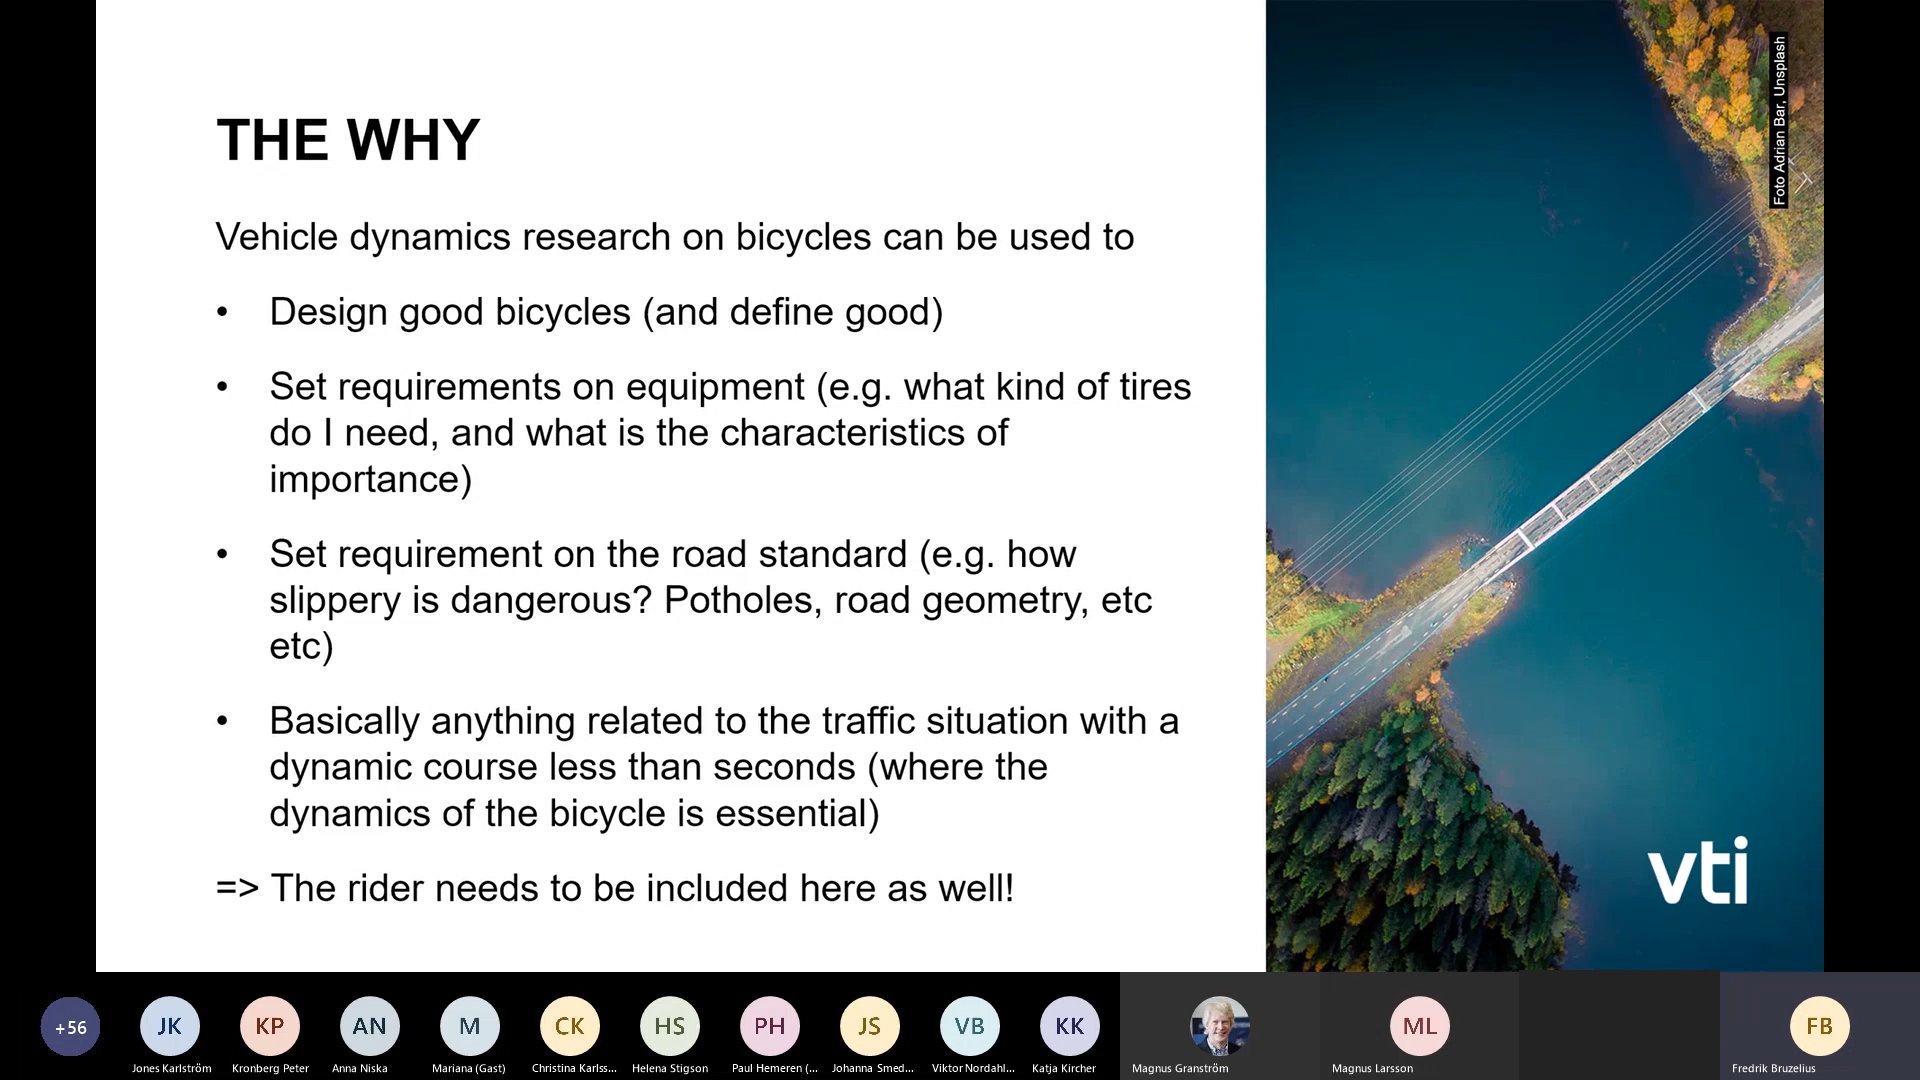 THE WHY
Vehicle dynamics research on bicycles can be used to
• Design good bicycles (and define good)
• Set requirements on equipment (e.g. what kind of tires
do I need, and what is the characteristics of
importance)
• Set requirement on the road standard (e.g. how
slippery is dangerous? Potholes, road geometry, etc
etc)
• Basically anything related to the traffic situation with a
dynamic course less than seconds (where the
dynamics of the bicycle is essential)
=> The rider needs to be included here as well!
Foto Adrian Bar, Unsplash
vti
+56
JK
KP
AN
M
CK
HS
PH
JS
VB
KK
ML
FB
Jones Karlström
Kronberg Peter
Anna Niska
Mariana (Gast)
Christina Karlss...
Helena Stigson
Paul Hemeren (...
Johanna Smed...
Viktor Nordahl...
Katja Kircher
Magnus Granström
Magnus Larsson
Fredrik Bruzelius